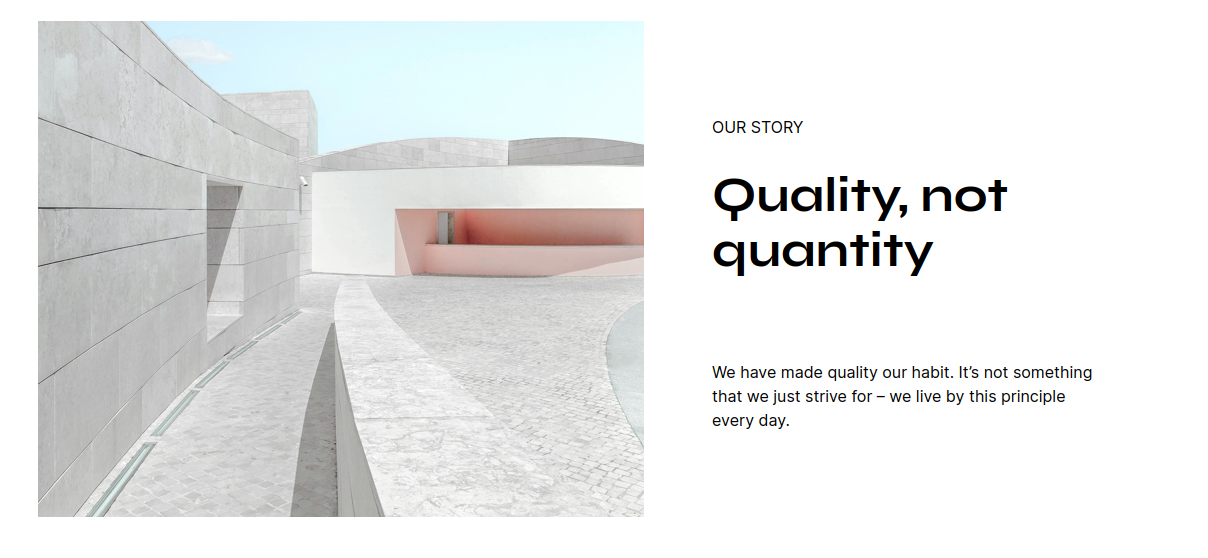 OUR STORY
Quality, not
quantity
We have made quality our habit. It’s not something
that we just strive for – we live by this principle
every day.